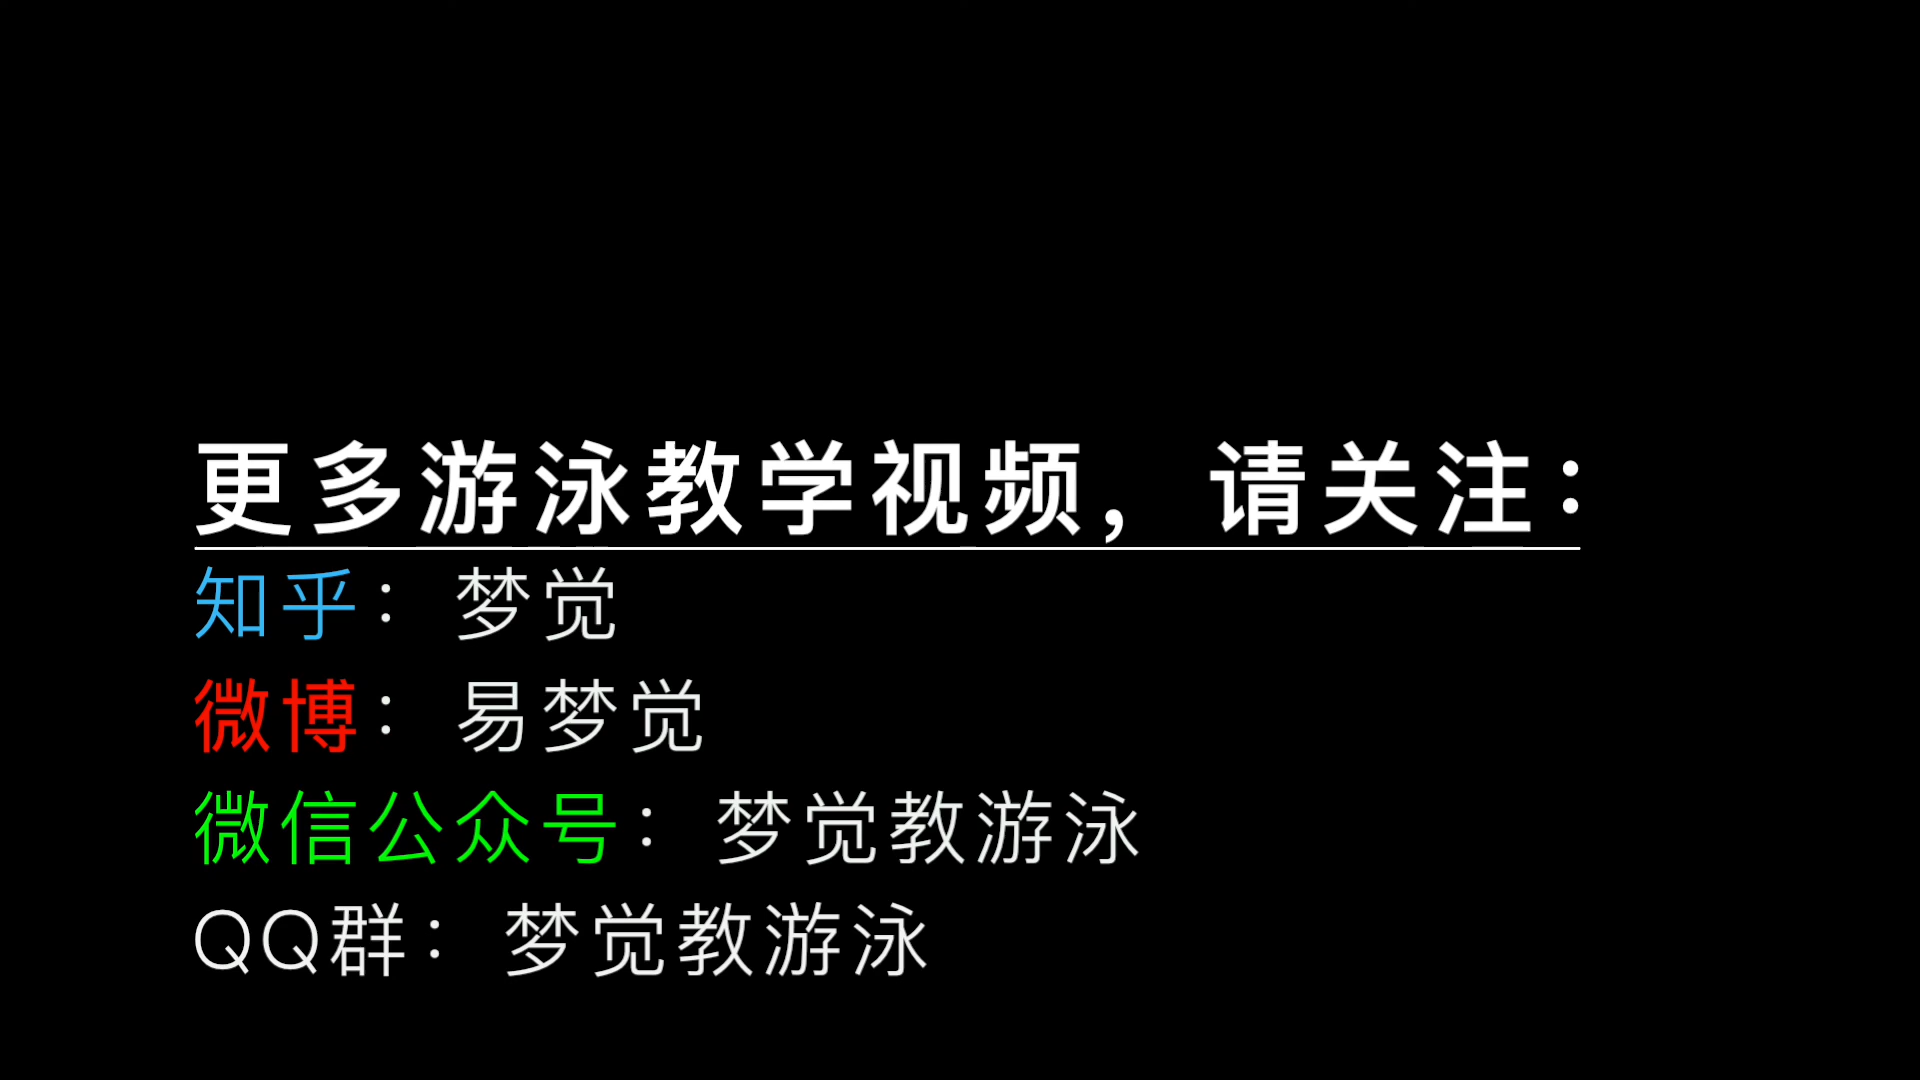 更多游泳教学视频，请关注：
知乎：梦觉
微博：易梦觉
微信公众号：梦觉教游泳
QQ群：梦觉教游泳